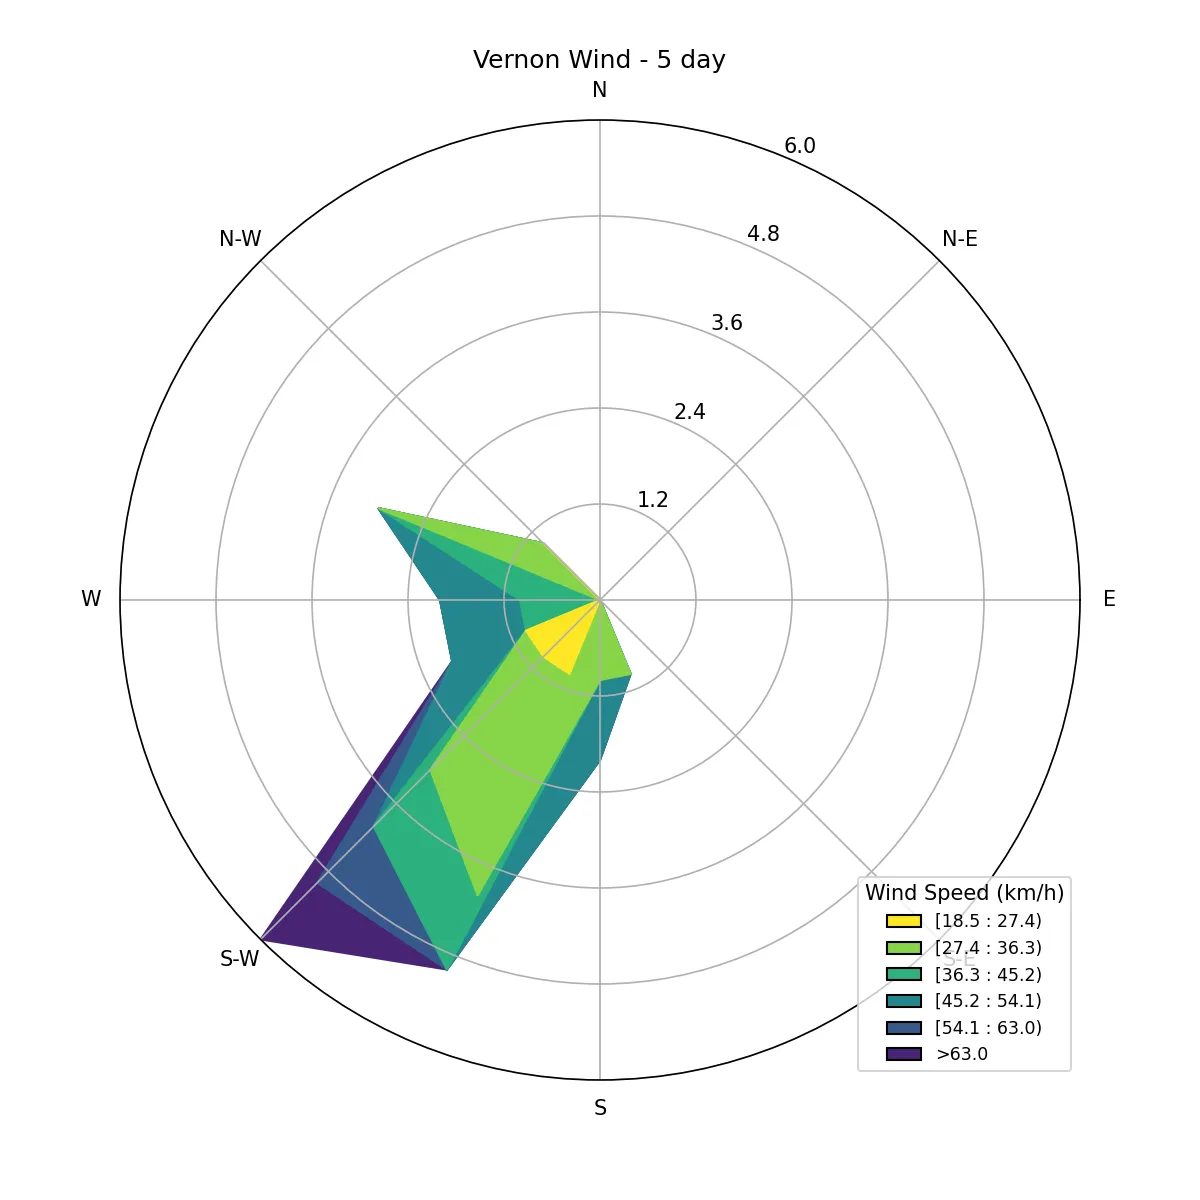 Vernon Wind - 5 day
N
6.0
4.8
N-W
N-E
3.6
2.4
1.2
W
E
Wind Speed (km/h)
[18.5 : 27.4)
[27.4 : 36.3)
S-W
S-E
[36.3 : 45.2)
[45.2 : 54.1)
[54.1 : 63.0)
>63.0
S